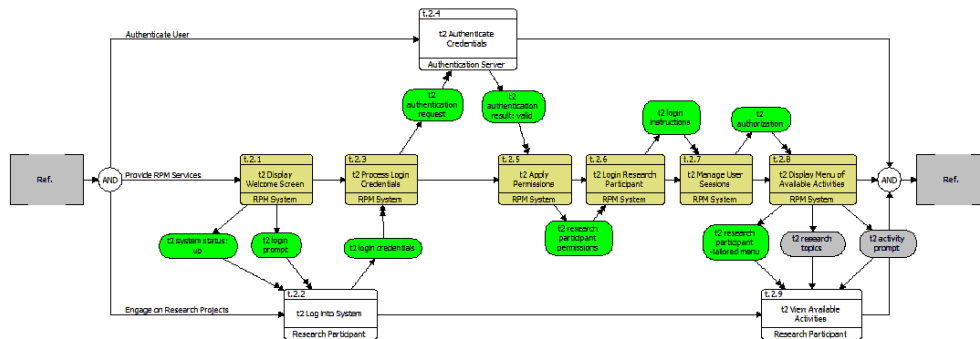 t.2.4
t2 Authenticate
Credentials
Authentication Server
Authenticate User
t2
authentication
request
t2
authentication
result: valid
t2 login
instructions
t2
authorization
Ref.
AND
Provide RPM Services
t.2.1
t2 Display
Welcome Screen
RPM System
t.2.3
t2 Process Login
Credentials
RPM System
t.2.5
t2 Apply
Permissions
RPM System
t.2.6
t2 Login Research
Participant
RPM System
t.2.7
t2 Manage User
Sessions
RPM System
t.2.8
t2 Display Menu of
Available Activities
RPM System
AND
Ref.
t2 system status:
up
t2 login
prompt
t2 login credentials
t2 research
participant
permissions
t2 research
participant
-tailored menu
t2 research
topics
t2 activity
prompt
Engage on Research Projects
t.2.2
t2 Log Into System
Research Participant
t.2.9
t2 View Available
Activities
Research Participant